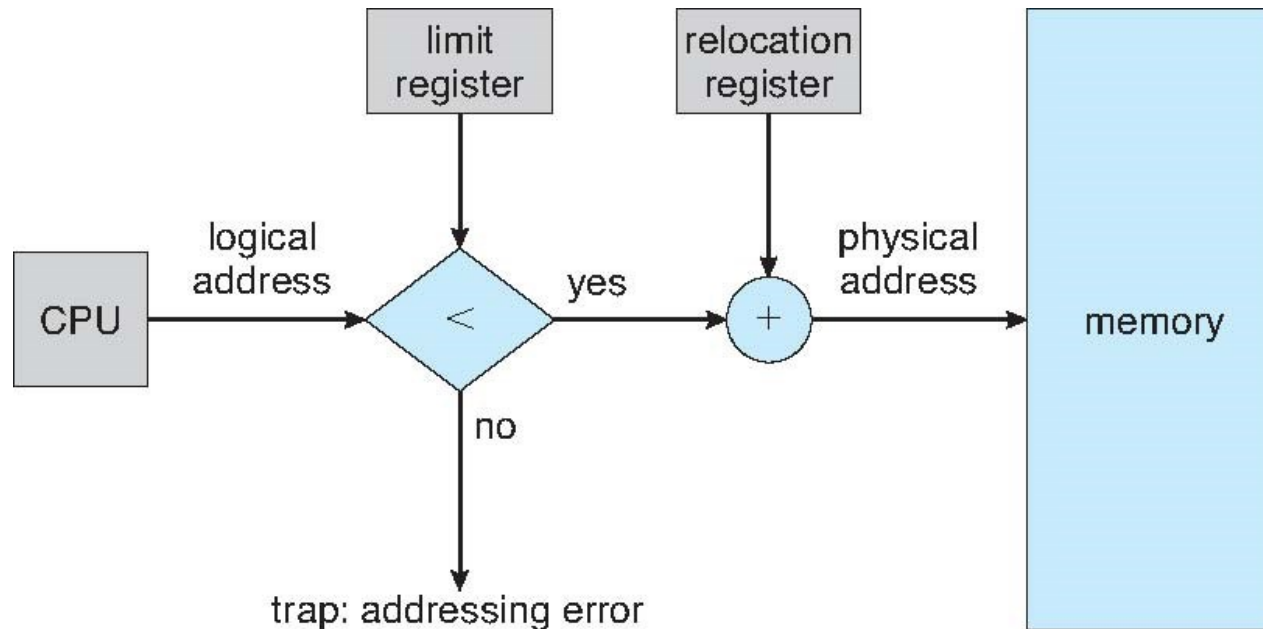 limit
register
relocation
register
logical
address
physical
address
CPU
<
yes
+
memory
no
trap: addressing error